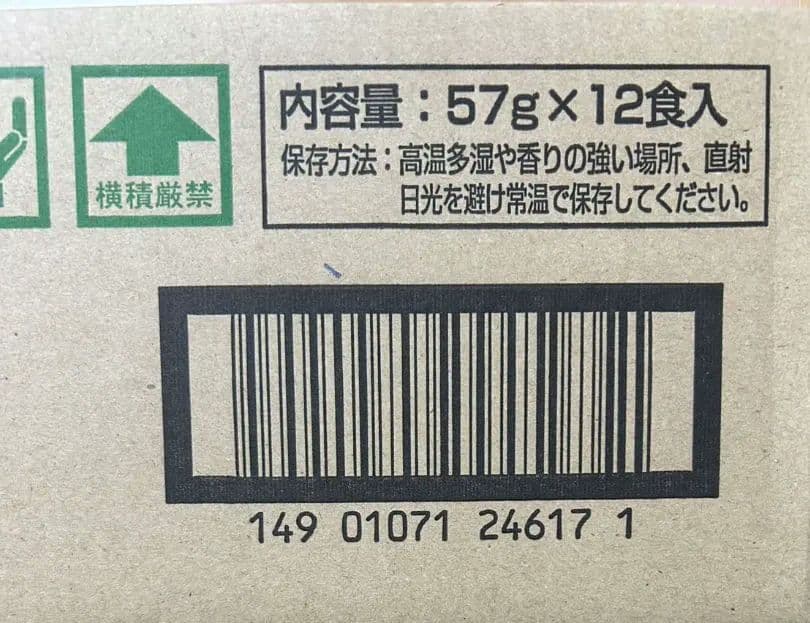 横積厳禁
内容量：57g×12食入
保存方法：高温多湿や香りの強い場所、直射
日光を避け常温で保存してください。
149 01071 24617 1